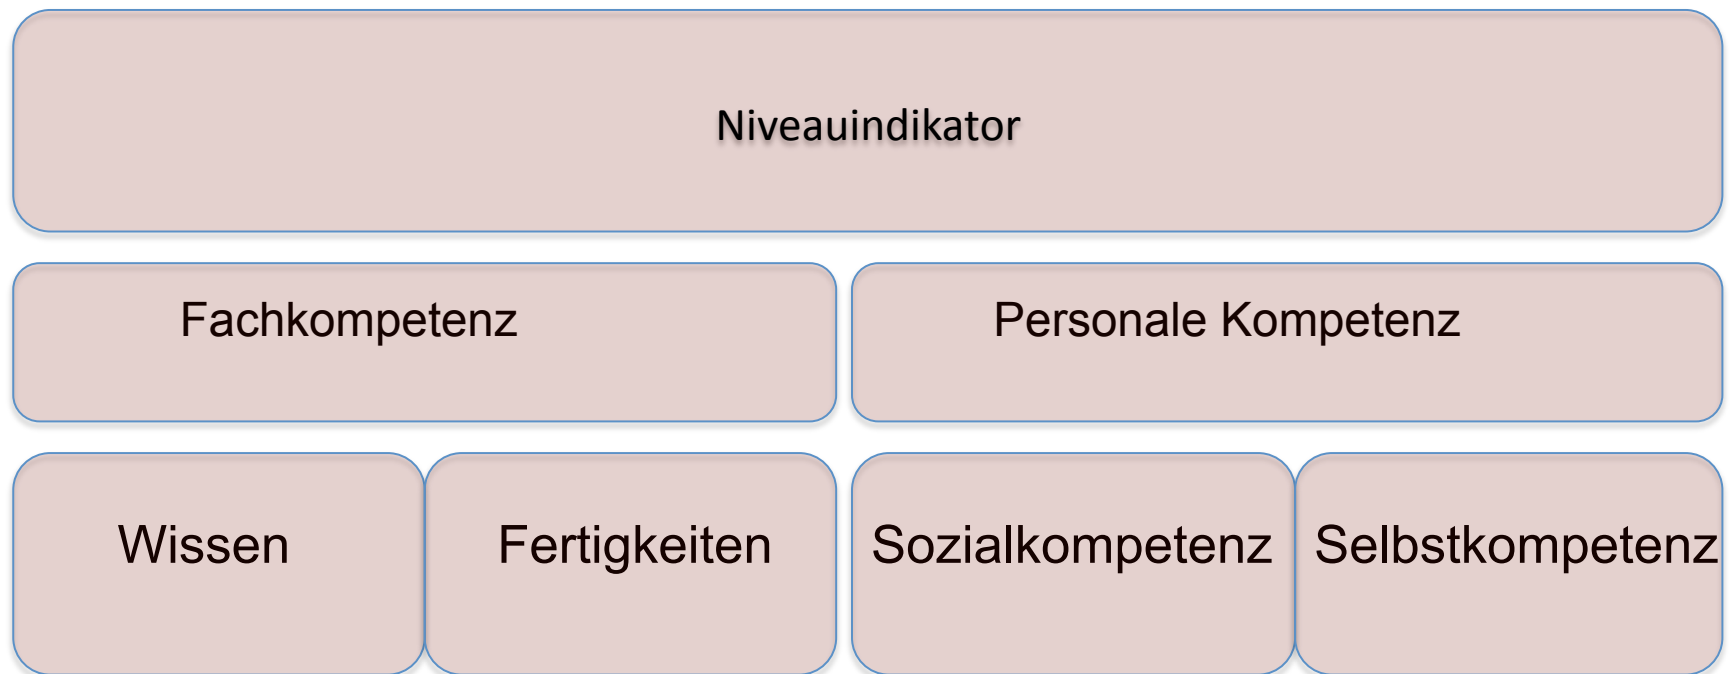 Niveauindikator
Fachkompetenz
Personale Kompetenz
Wissen
Fertigkeiten
Sozialkompetenz
Selbstkompetenz